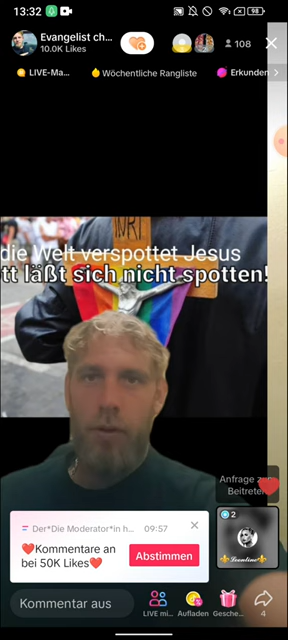 13:32
98
Evangelist ch...
10.0K Likes
108
LIVE-Ma...
Wöchentliche Rangliste
Erkunden
INRI
die Welt verspottet Jesus
tt läßt sich nicht spotten!
Anfrage zu
Beitreten
Der*Die Moderator*in h...
09:57
❤️Kommentare an
bei 50K Likes❤️
Abstimmen
2
Kommentar aus
LIVE mi...
Aufladen
Gesche...
4